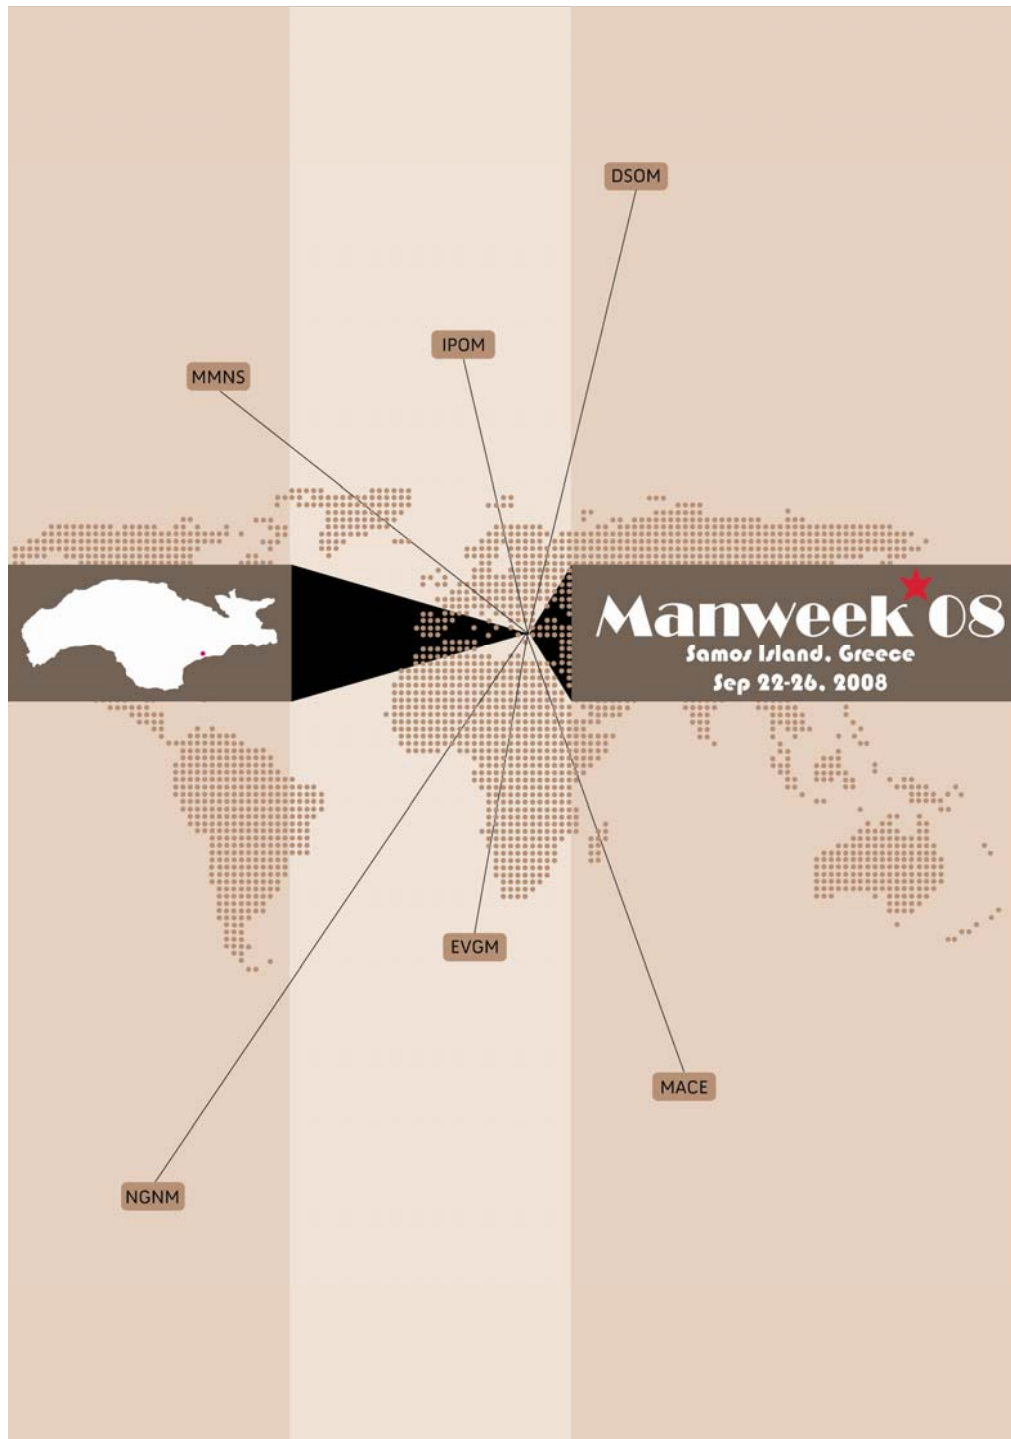 DSOM
IPOM
MMNS
Manweek 08
Samos Island, Greece
Sep 22-26, 2008
EVGM
MACE
NGNM